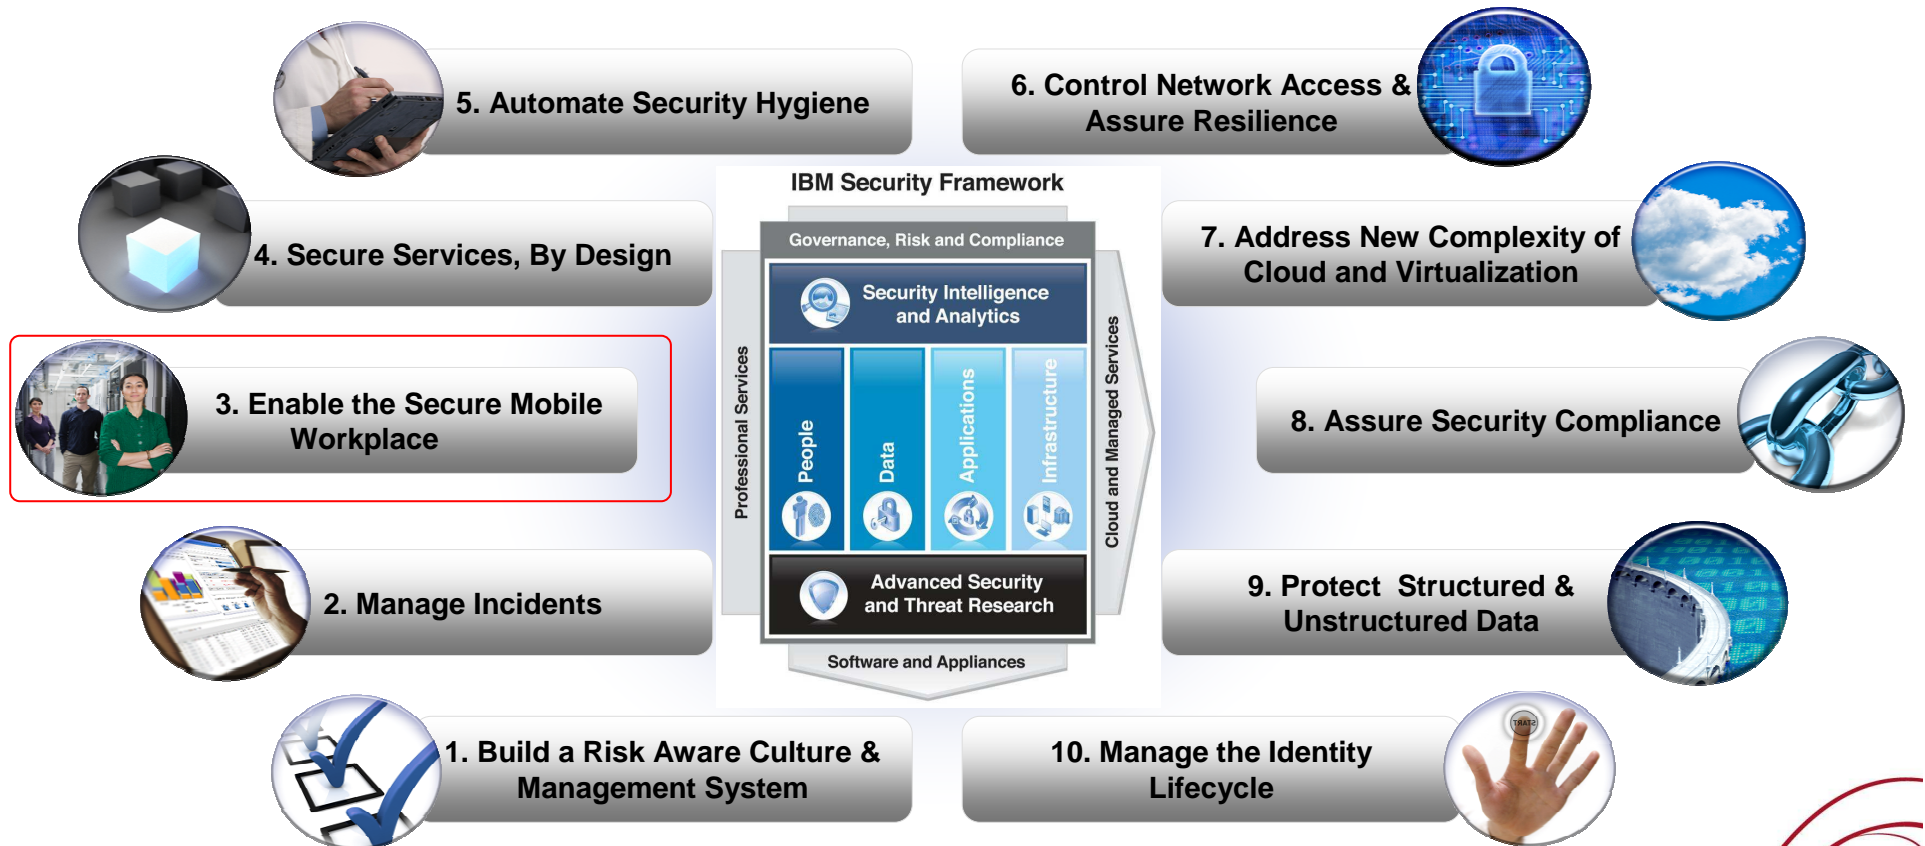 5. Automate Security Hygiene
6. Control Network Access &
Assure Resilience
4. Secure Services, By Design
7. Address New Complexity of
Cloud and Virtualization
3. Enable the Secure Mobile
Workplace
8. Assure Security Compliance
2. Manage Incidents
9. Protect  Structured &
Unstructured Data
1. Build a Risk Aware Culture &
Management System
10. Manage the Identity
Lifecycle
START
IBM Security Framework
Governance, Risk and Compliance
Security Intelligence
and Analytics
Professional Services
People
Data
Applications
Infrastructure
Cloud and Managed Services
Advanced Security
and Threat Research
Software and Appliances